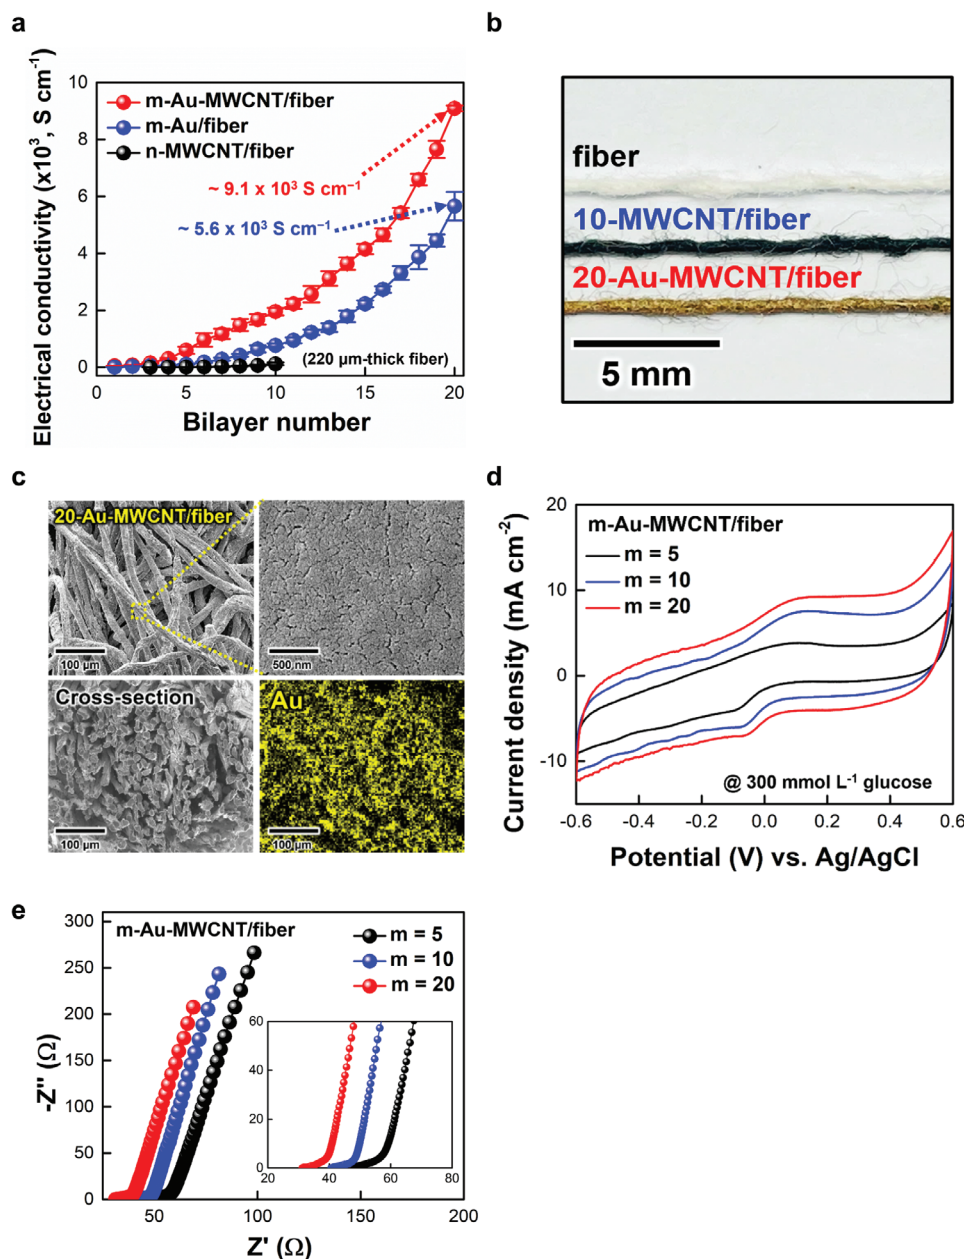 a
Electrical conductivity (x10³, S cm⁻¹)
10
8
6
4
2
0
m-Au-MWCNT/fiber
m-Au/fiber
n-MWCNT/fiber
~ 9.1 x 10³ S cm⁻¹
~ 5.6 x 10³ S cm⁻¹
(220 µm-thick fiber)
0 5 10 15 20
Bilayer number
b
fiber
10-MWCNT/fiber
20-Au-MWCNT/fiber
5 mm
c
20-Au-MWCNT/fiber
100 µm
500 nm
Cross-section
100 µm
Au
100 µm
d
Current density (mA cm⁻²)
20
10
0
-10
m-Au-MWCNT/fiber
m = 5
m = 10
m = 20
@ 300 mmol L⁻¹ glucose
-0.6 -0.4 -0.2 0.0 0.2 0.4 0.6
Potential (V) vs. Ag/AgCl
e
-Z'' (Ω)
300
250
200
150
100
50
0
m-Au-MWCNT/fiber
m = 5
m = 10
m = 20
60
40
20
0
20 40 60 80
50 100 150 200
Z' (Ω)